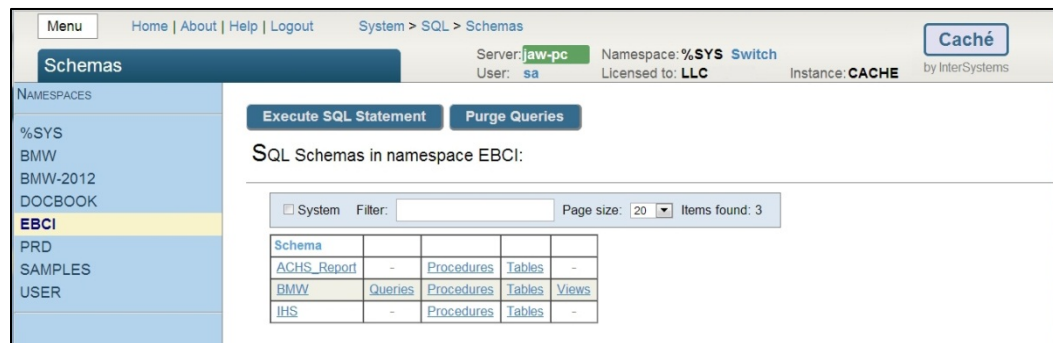 Menu Home | About | Help | Logout System > SQL > Schemas
Schemas
Server: jaw-pc Namespace: %SYS Switch
User: sa Licensed to: LLC Instance: CACHE
Caché
by InterSystems
NAMESPACES
%SYS
BMW
BMW-2012
DOCBOOK
EBCI
PRD
SAMPLES
USER
Execute SQL Statement Purge Queries
SQL Schemas in namespace EBCI:
System Filter: Page size: 20 Items found: 3
Schema
ACHS_Report - Procedures Tables -
BMW Queries Procedures Tables Views
IHS - Procedures Tables -